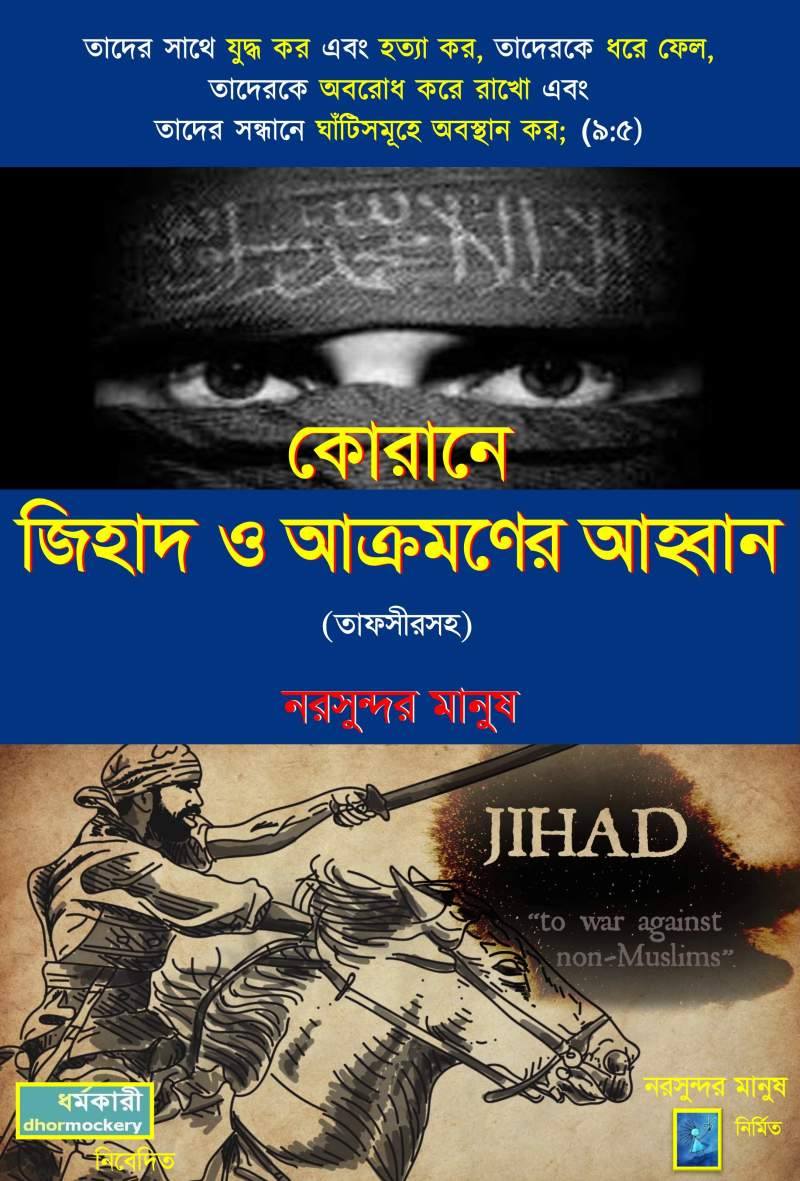 তাদের সাথে যুদ্ধ কর এবং হত্যা কর, তাদেরকে ধরে ফেল,
তাদেরকে অবরোধ করে রাখো এবং
তাদের সন্ধানে ঘাঁটিসমূহে অবস্থান কর; (৯:৫)
কোরানে
জিহাদ ও আক্রমণের আহ্বান
(তাফসীরসহ)
নরসুন্দর মানুষ
JIHAD
“to war against
non-Muslims”
ধর্মকারী
dhormockery
নিবেদিত
নরসুন্দর মানুষ
নির্মিত